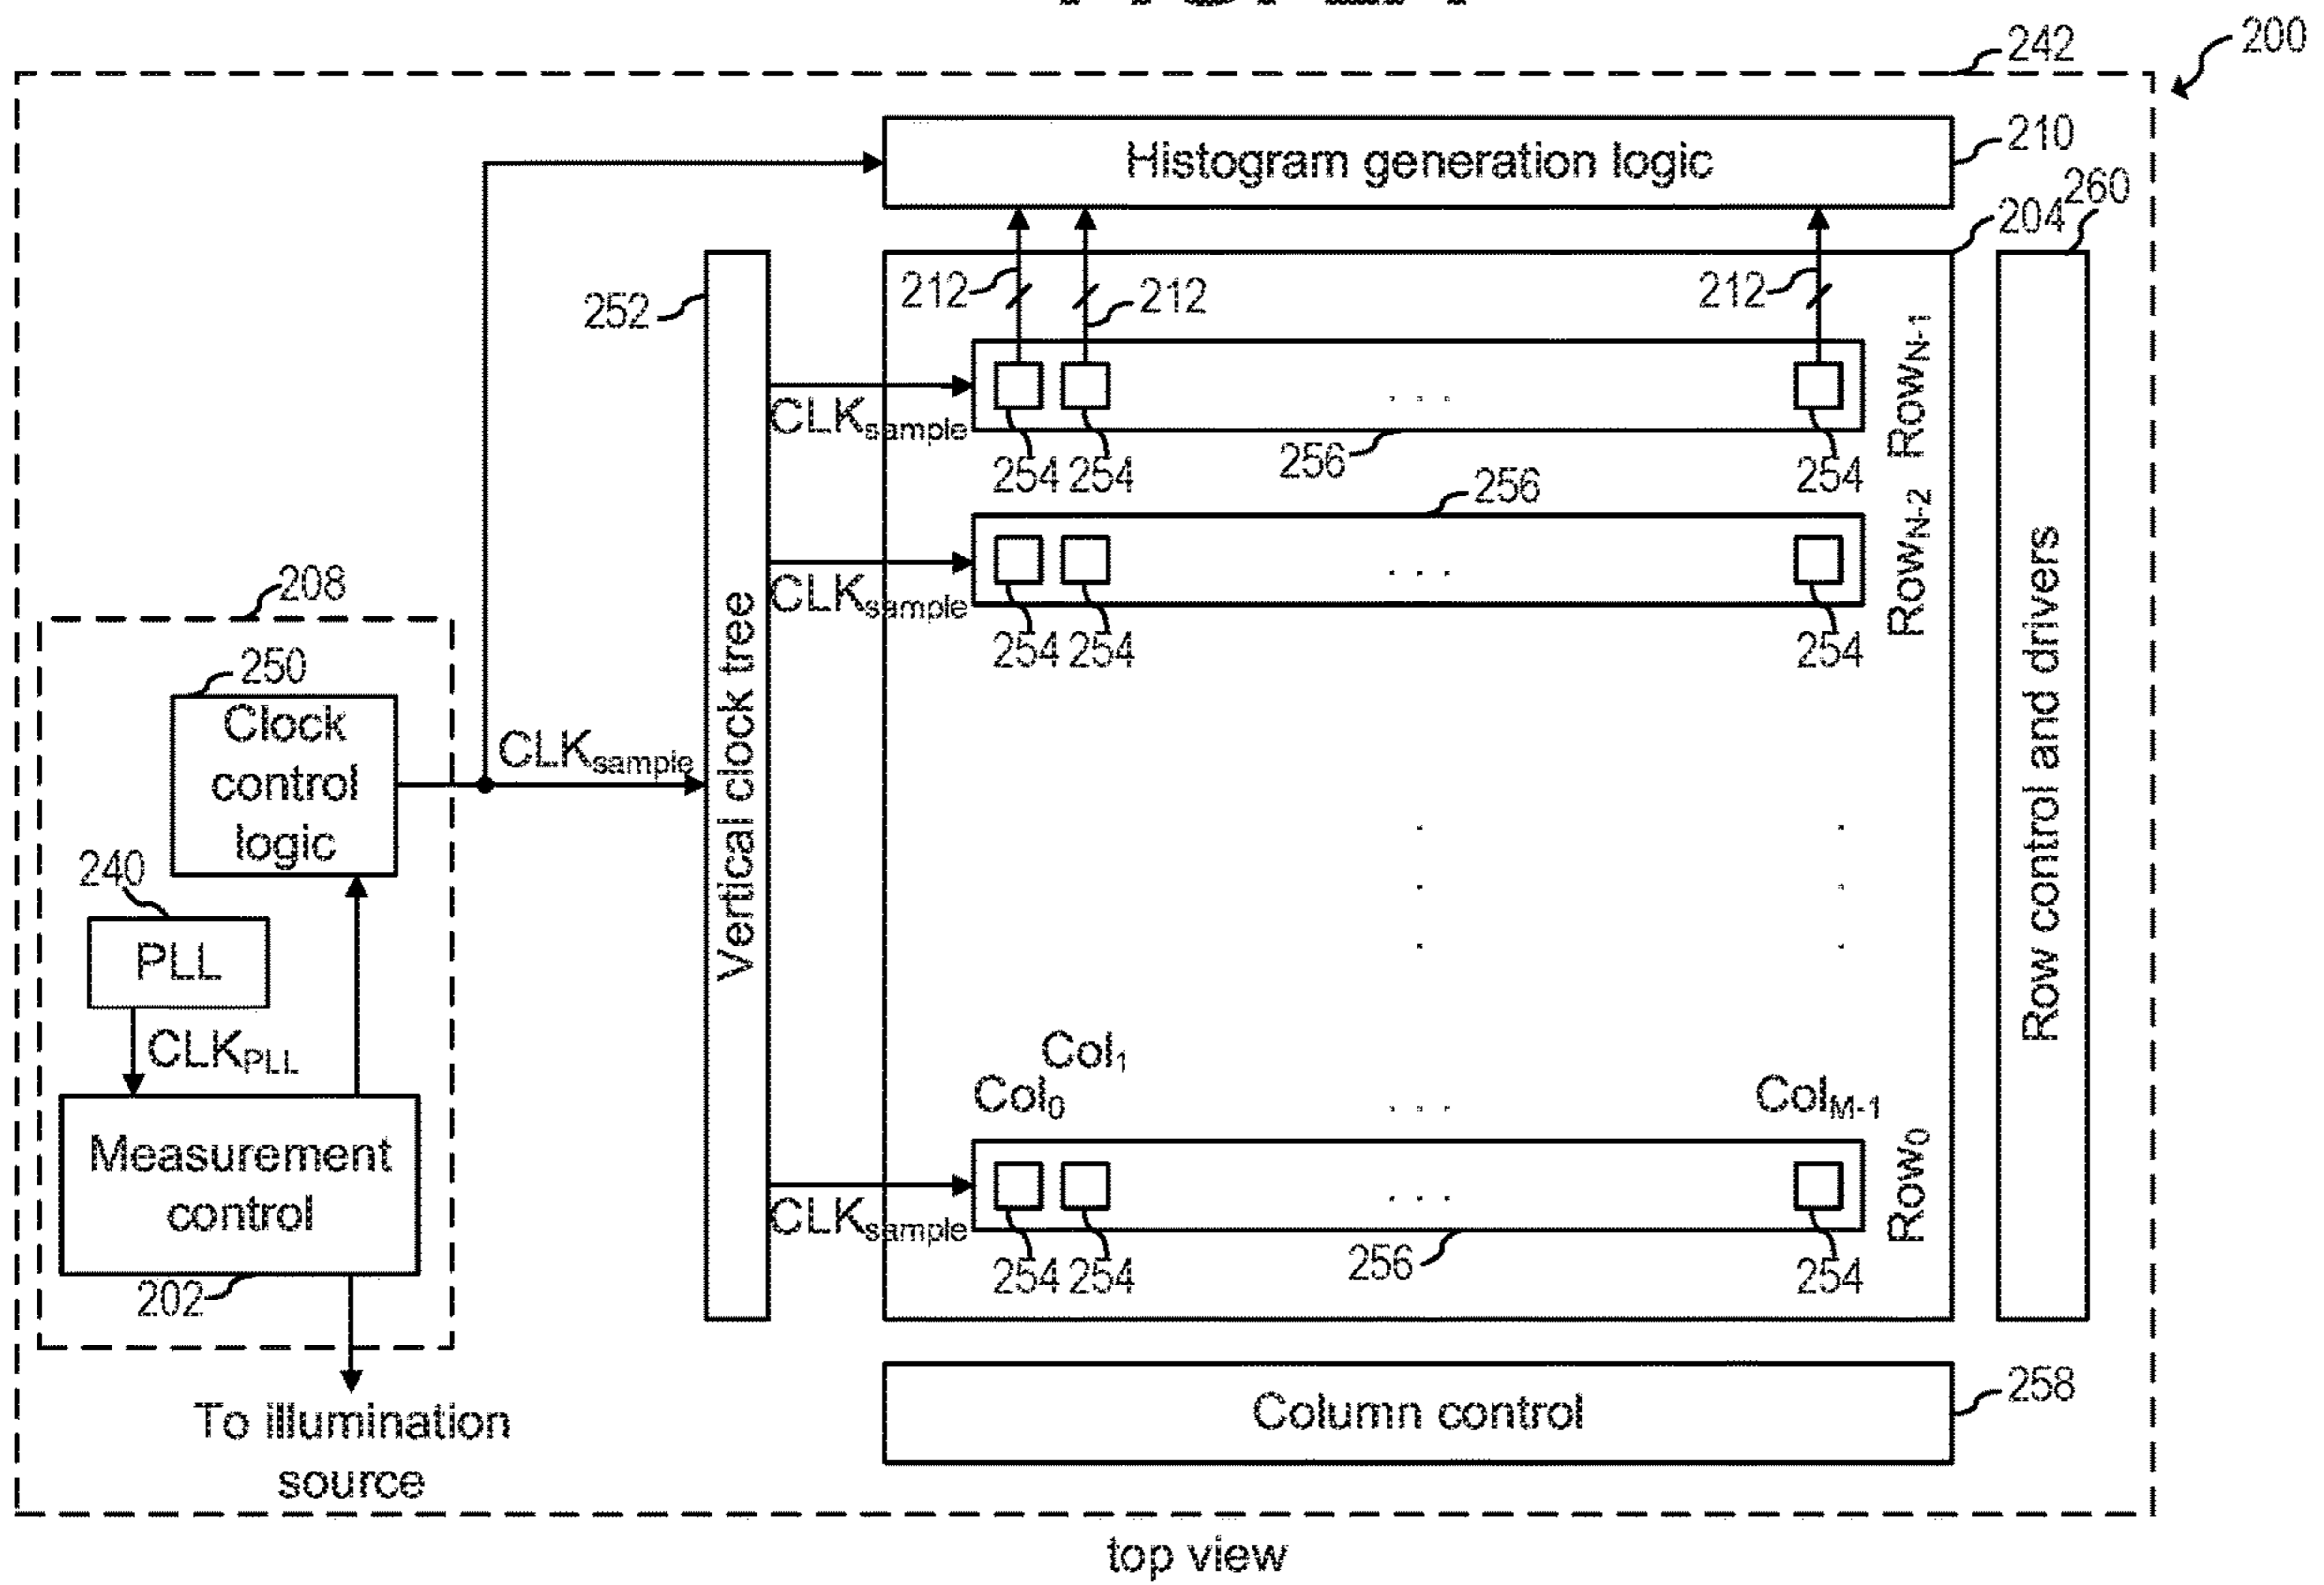 242
200
Histogram generation logic
210
260
204
252
212
212
212
CLKsample
254
254
256
254
RowN-1
256
CLKsample
254
254
254
RowN-2
208
250
Clock
control
logic
CLKsample
Vertical clock tree
Row control and drivers
240
PLL
CLKPLL
Measurement
control
202
Col1
Col0
...
ColM-1
CLKsample
254
254
256
254
Row0
To illumination
source
Column control
258
top view